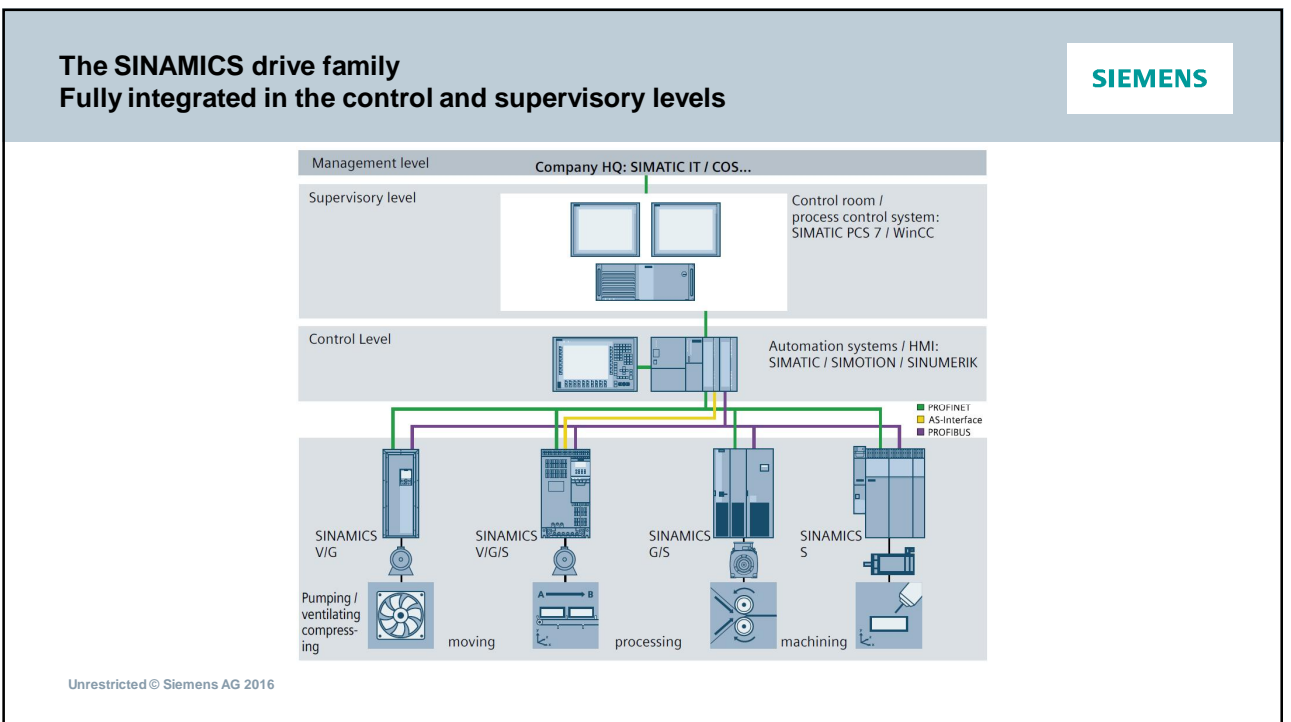 The SINAMICS drive family
Fully integrated in the control and supervisory levels
SIEMENS
Management level
Company HQ: SIMATIC IT / COS...
Supervisory level
Control room /
process control system:
SIMATIC PCS 7 / WinCC
Control Level
Automation systems / HMI:
SIMATIC / SIMOTION / SINUMERIK
PROFINET
AS-Interface
PROFIBUS
SINAMICS
V/G
SINAMICS
V/G/S
SINAMICS
G/S
SINAMICS
S
Pumping /
ventilating
compress-
ing
A B
moving
processing
machining
Unrestricted © Siemens AG 2016